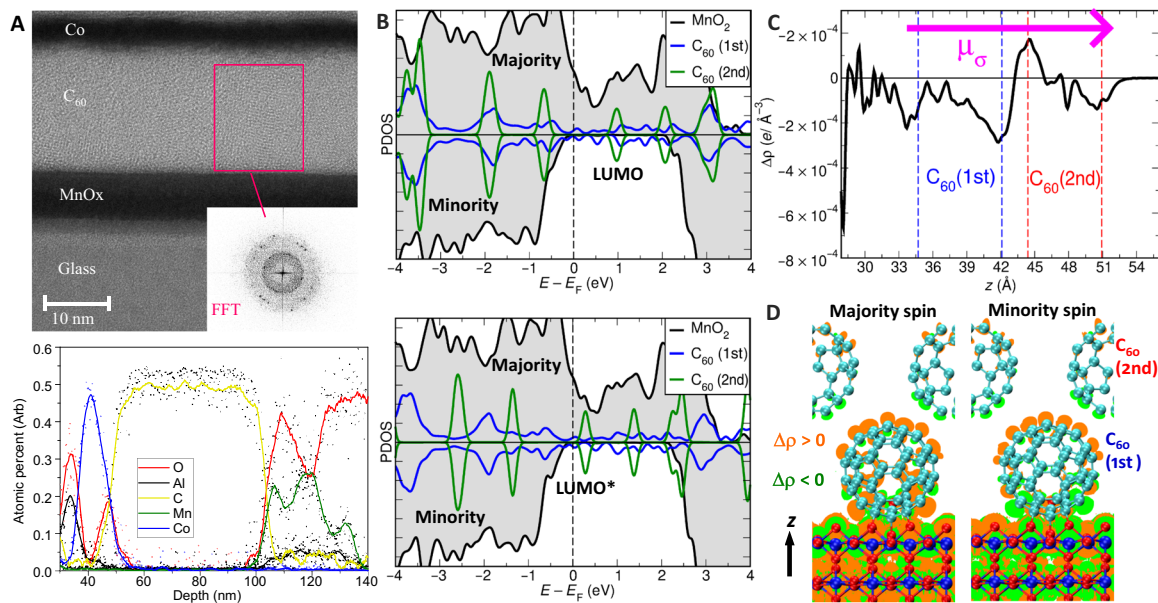 A
Co
C60
MnOx
Glass
10 nm
FFT
0.6
0.5
0.4
0.3
0.2
0.1
0.0
Atomic percent (Arb)
O
Al
C
Mn
Co
40
60
80
100
120
140
Depth (nm)
B
Majority
MnO2
C60 (1st)
C60 (2nd)
PDOS
LUMO
Minority
-4
-3
-2
-1
0
1
2
3
4
E − EF (eV)
Majority
MnO2
C60 (1st)
C60 (2nd)
PDOS
LUMO*
Minority
-4
-3
-2
-1
0
1
2
3
4
E − EF (eV)
C
μσ
-2 × 10⁻⁴
0
-2 × 10⁻⁴
-4 × 10⁻⁴
-6 × 10⁻⁴
-8 × 10⁻⁴
Δρ (e/ Å⁻³)
C60(1st)
C60(2nd)
30
33
36
39
42
45
48
51
54
z (Å)
D
Majority spin
Minority spin
C6o
(2nd)
C6o
(1st)
Δρ > 0
Δρ < 0
z